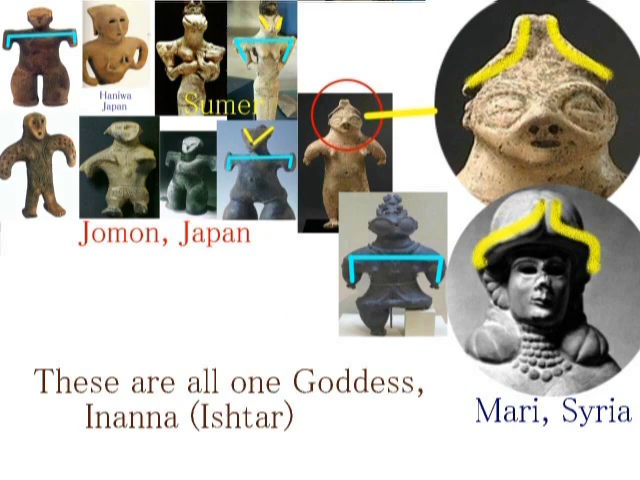 Haniwa
Japan
Sumer
Jomon, Japan
These are all one Goddess,
Inanna (Ishtar)
Mari, Syria